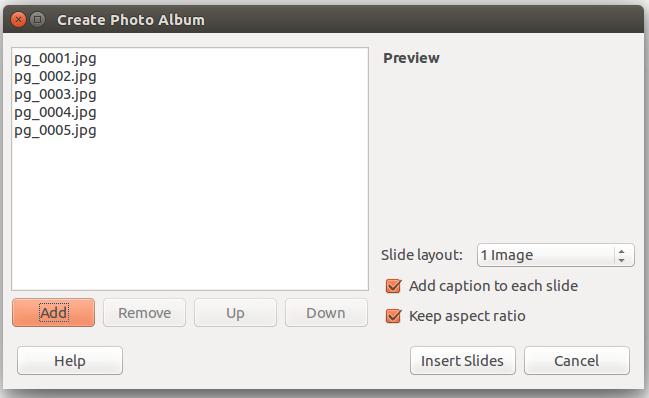 Create Photo Album
pg_0001.jpg
pg_0002.jpg
pg_0003.jpg
pg_0004.jpg
pg_0005.jpg
Preview
Slide layout: 1 Image
Add caption to each slide
Keep aspect ratio
Add Remove Up Down
Help Insert Slides Cancel